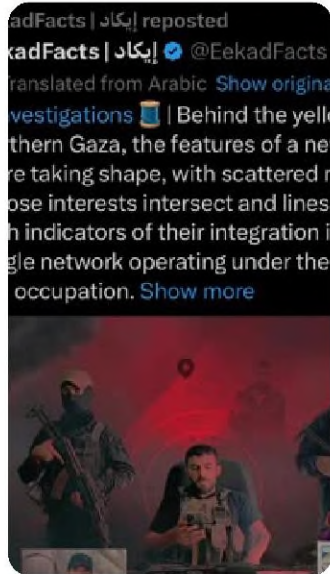 adFacts | إيكاد reposted
kadFacts | إيكاد @EekadFacts
ranslated from Arabic Show origina
vestigations | Behind the yello
rthern Gaza, the features of a ne
re taking shape, with scattered
ose interests intersect and lines
h indicators of their integration i
gle network operating under the
occupation. Show more